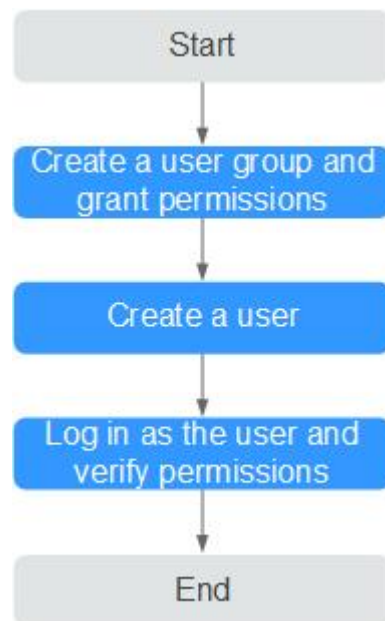 Start
Create a user group and
grant permissions
Create a user
Log in as the user and
verify permissions
End